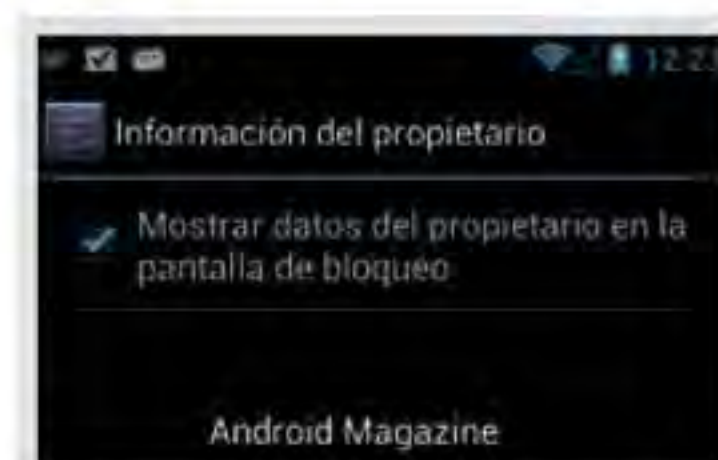 Información del propietario
Mostrar datos del propietario en la
pantalla de bloqueo
Android Magazine